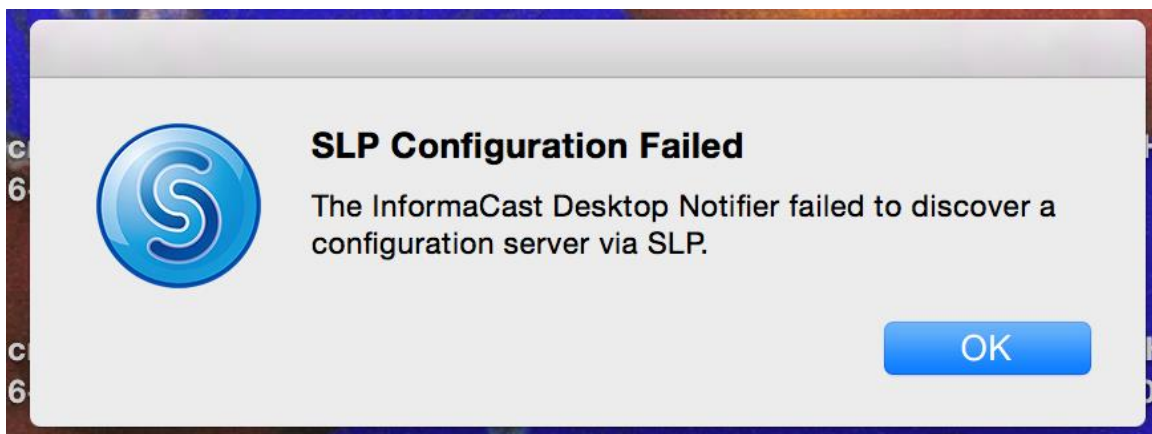 SLP Configuration Failed
The InformaCast Desktop Notifier failed to discover a
configuration server via SLP.
OK